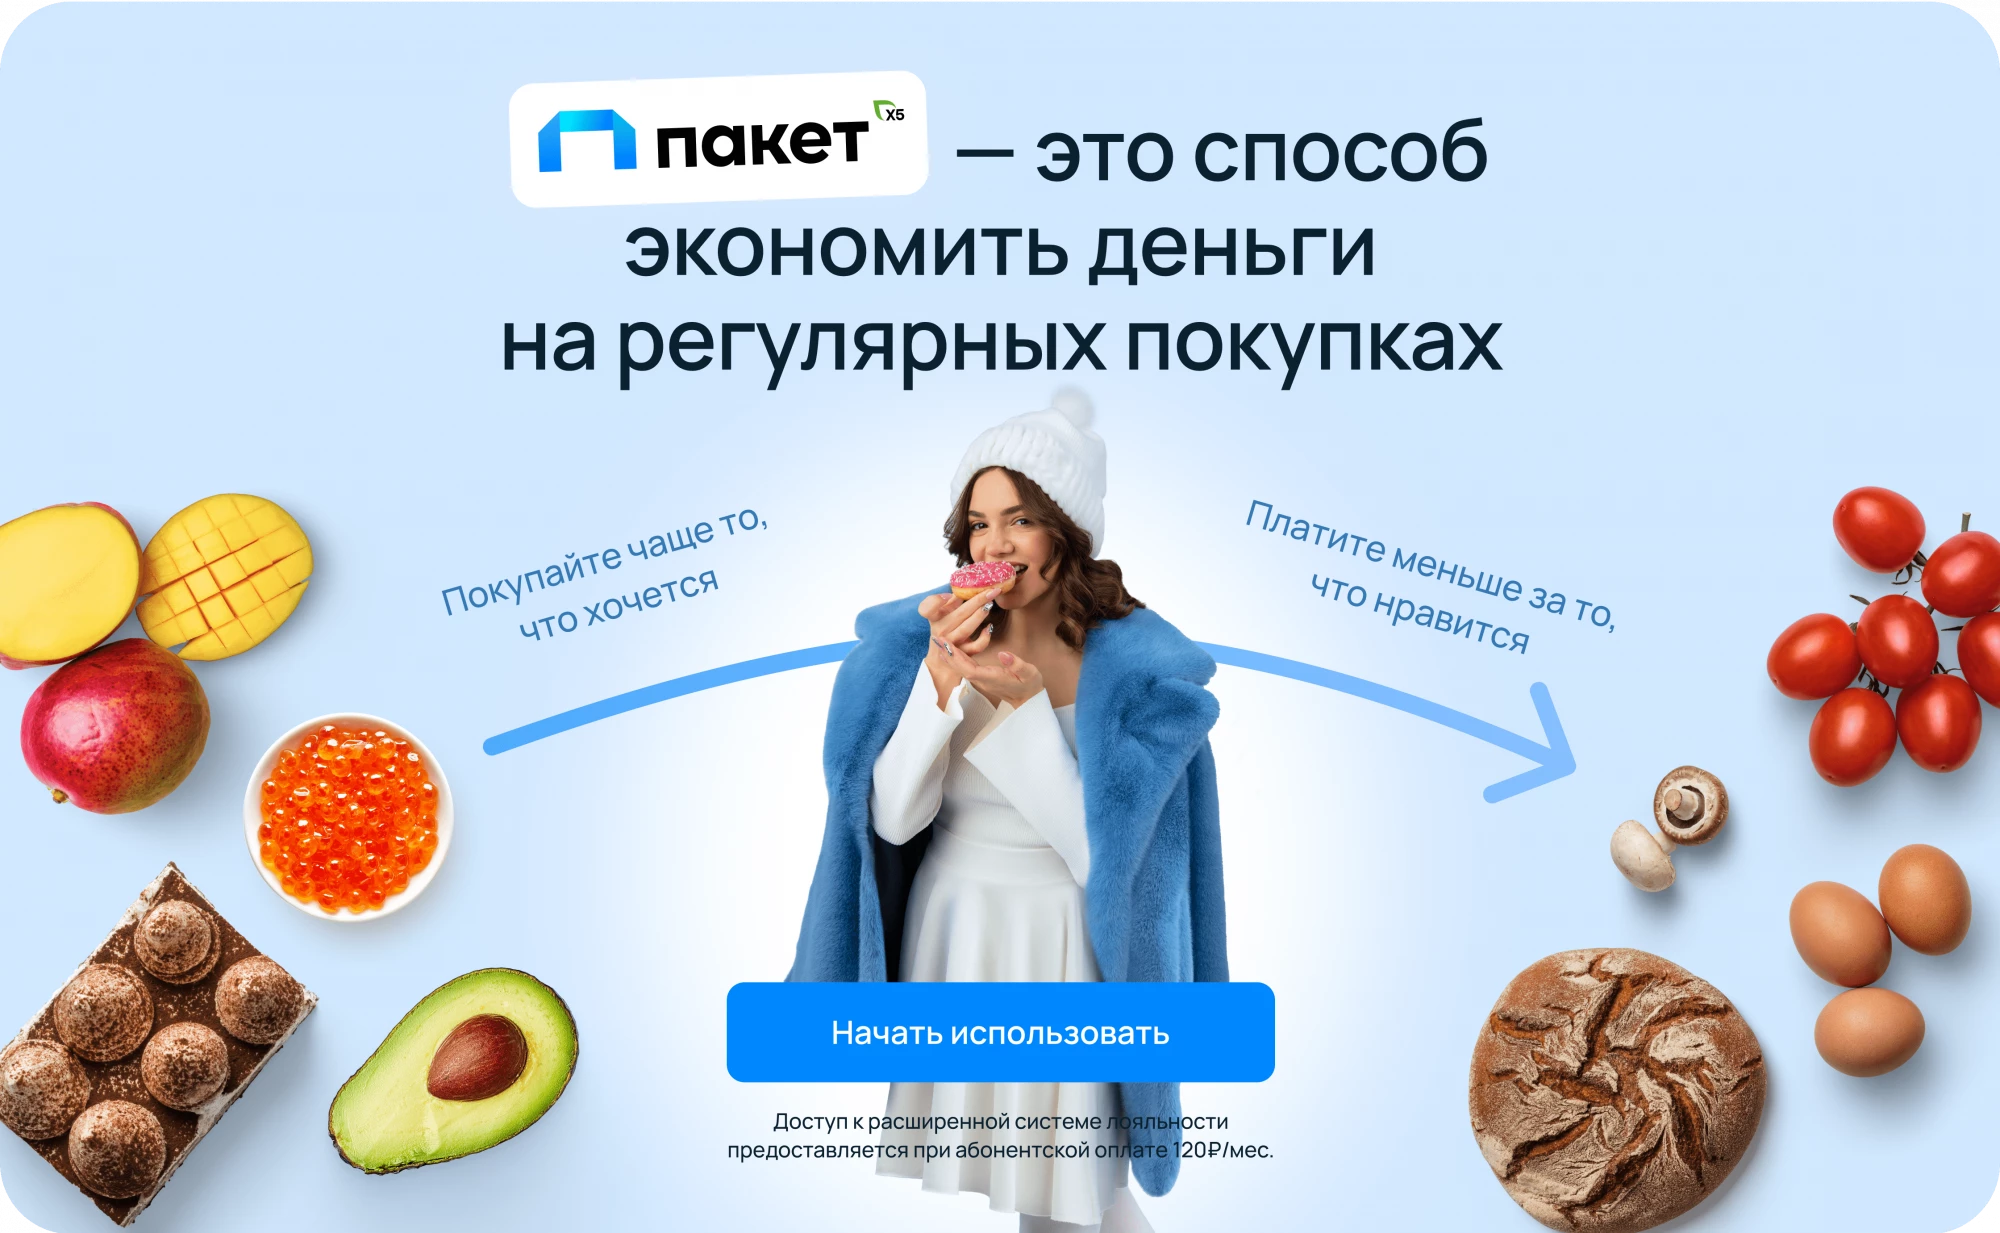 пакет X5 — это способ
экономить деньги
на регулярных покупках
Покупайте чаще то,
что хочется
Платите меньше за то,
что нравится
Начать использовать
Доступ к расширенной системе лояльности
предоставляется при абонентской оплате 120₽/мес.